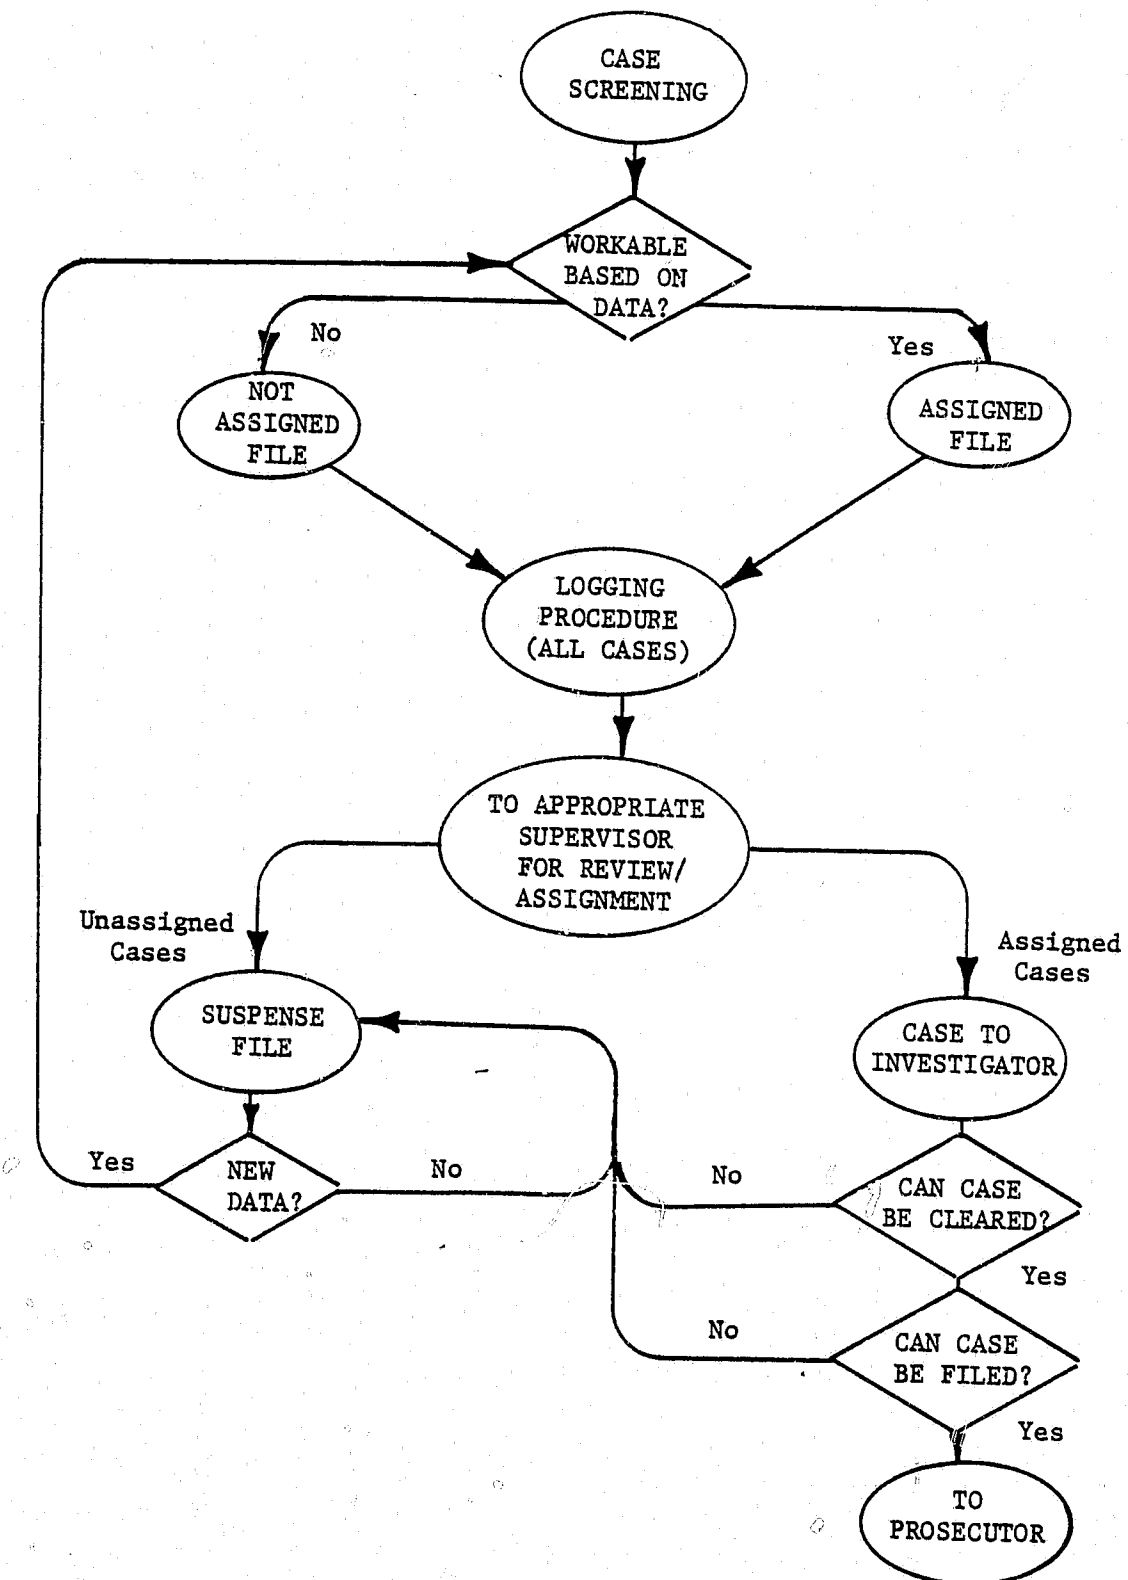 CASE
SCREENING
WORKABLE
BASED ON
DATA?
No
Yes
NOT
ASSIGNED
FILE
ASSIGNED
FILE
LOGGING
PROCEDURE
(ALL CASES)
TO APPROPRIATE
SUPERVISOR
FOR REVIEW/
ASSIGNMENT
Unassigned
Cases
Assigned
Cases
SUSPENSE
FILE
CASE TO
INVESTIGATOR
Yes
NEW
DATA?
No
No
CAN CASE
BE CLEARED?
Yes
No
CAN CASE
BE FILED?
Yes
TO
PROSECUTOR